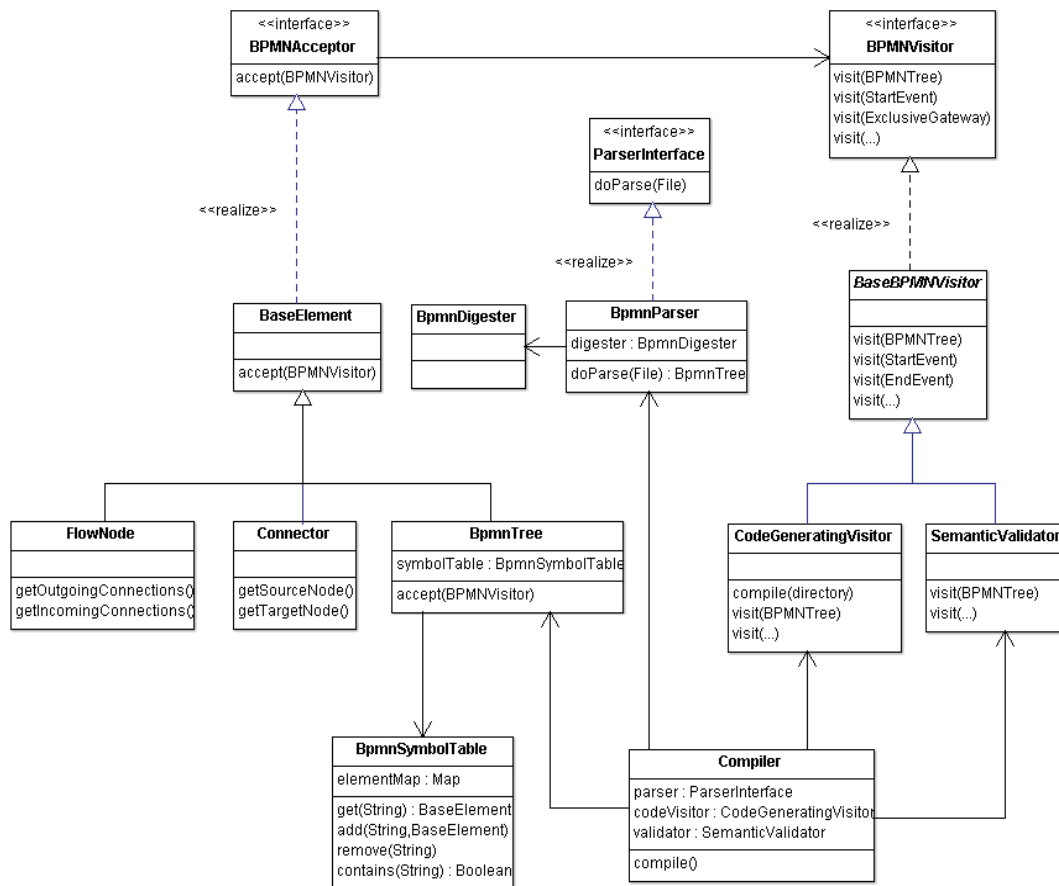 <<interface>>
BPMNAcceptor
accept(BPMNVisitor)
<<interface>>
BPMNVisitor
visit(BPMNTree)
visit(StartEvent)
visit(ExclusiveGateway)
visit(...)
<<interface>>
ParserInterface
doParse(File)
<<realize>>
<<realize>>
<<realize>>
BaseElement
accept(BPMNVisitor)
BpmnDigester
BpmnParser
digester : BpmnDigester
doParse(File) : BpmnTree
BaseBPMNVisitor
visit(BPMNTree)
visit(StartEvent)
visit(EndEvent)
visit(...)
FlowNode
getOutgoingConnections()
getIncomingConnections()
Connector
getSourceNode()
getTargetNode()
BpmnTree
symbolTable : BpmnSymbolTable
accept(BPMNVisitor)
CodeGeneratingVisitor
compile(directory)
visit(BPMNTree)
visit(...)
SemanticValidator
visit(BPMNTree)
visit(...)
BpmnSymbolTable
elementMap : Map
get(String) : BaseElement
add(String,BaseElement)
remove(String)
contains(String) : Boolean
Compiler
parser : ParserInterface
codeVisitor : CodeGeneratingVisitor
validator : SemanticValidator
compile()